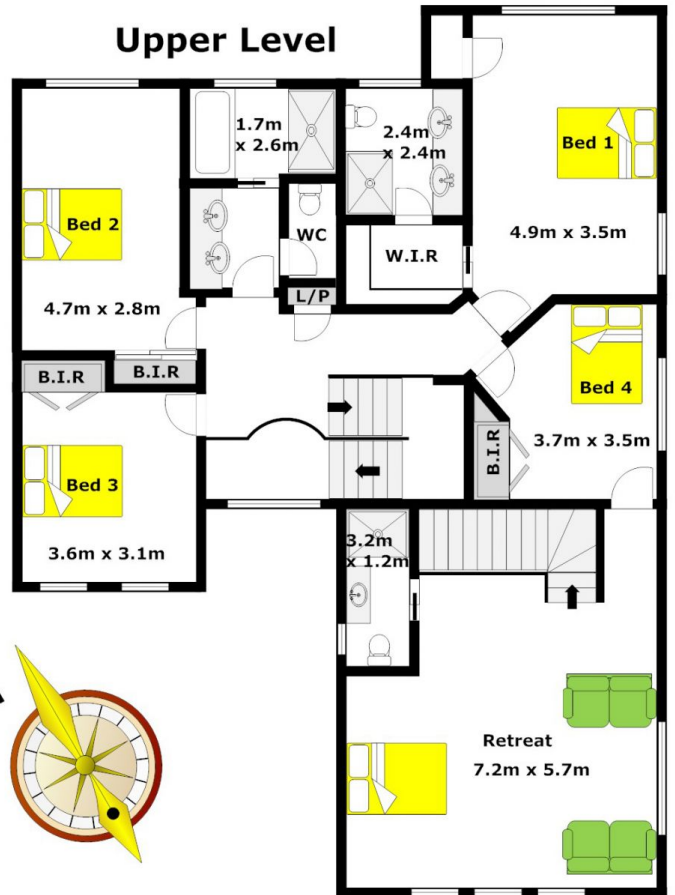 Upper Level
1.7m
x 2.6m
2.4m
x 2.4m
Bed 1
4.9m x 3.5m
Bed 2
4.7m x 2.8m
WC
W.I.R
L/P
B.I.R
B.I.R
Bed 4
3.7m x 3.5m
B.I.R
Bed 3
3.6m x 3.1m
3.2m
x 1.2m
Retreat
7.2m x 5.7m